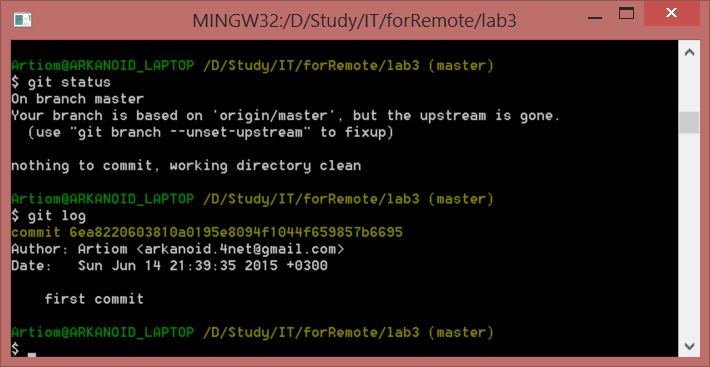 MINGW32:/D/Study/IT/forRemote/lab3
Artiom@ARKANOID_LAPTOP /D/Study/IT/forRemote/lab3 (master)
$ git status
On branch master
Your branch is based on 'origin/master', but the upstream is gone.
  (use "git branch --unset-upstream" to fixup)
nothing to commit, working directory clean
Artiom@ARKANOID_LAPTOP /D/Study/IT/forRemote/lab3 (master)
$ git log
commit 6ea8220603810a0195e8094f1044f659857b6695
Author: Artiom <arkanoid.4net@gmail.com>
Date:   Sun Jun 14 21:39:35 2015 +0300
    first commit
Artiom@ARKANOID_LAPTOP /D/Study/IT/forRemote/lab3 (master)
$